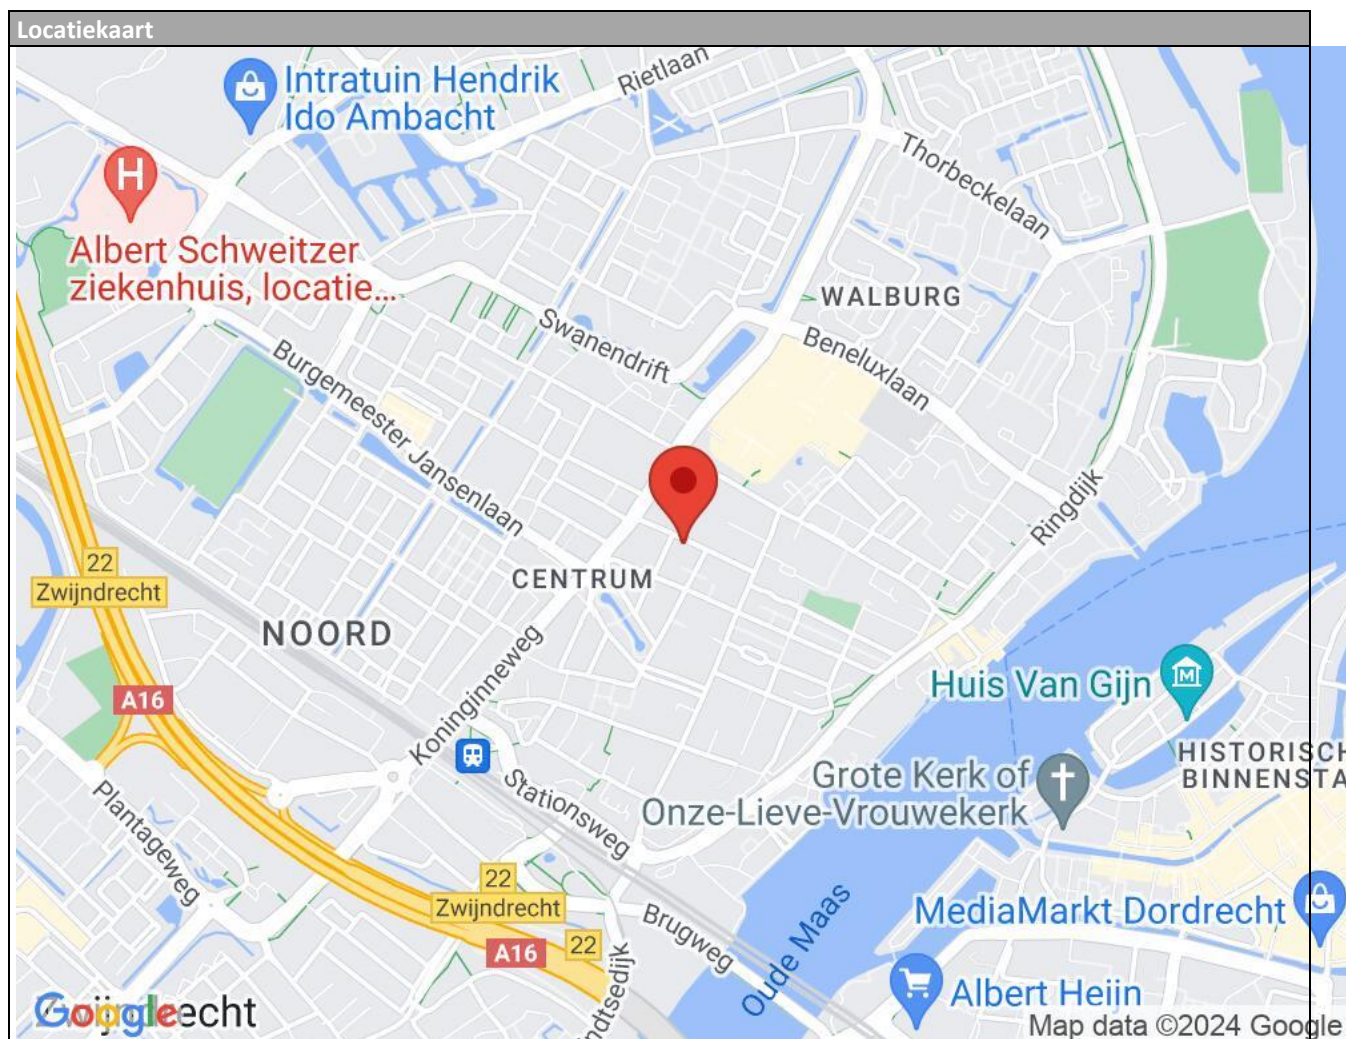 Locatiekaart
Intratuin Hendrik
Ido Ambacht
Rietlaan
Thorbeckelaan
H
Albert Schweitzer
ziekenhuis, locatie...
WALBURG
Swanendrift
Beneluxlaan
Burgemeester Jansenlaan
Ringdijk
22
Zwijndrecht
CENTRUM
NOORD
A16
Koninginneweg
Huis Van Gijn
M
HISTORISCH
BINNENSTA
Grote Kerk of
Onze-Lieve-Vrouwekerk
Stationsweg
Plantageweg
22
Zwijndrecht
A16
22
Brugweg
Oude Maas
MediaMarkt Dordrecht
ndtsedijk
Albert Heijn
Google
Zwijndrecht
Map data ©2024 Google